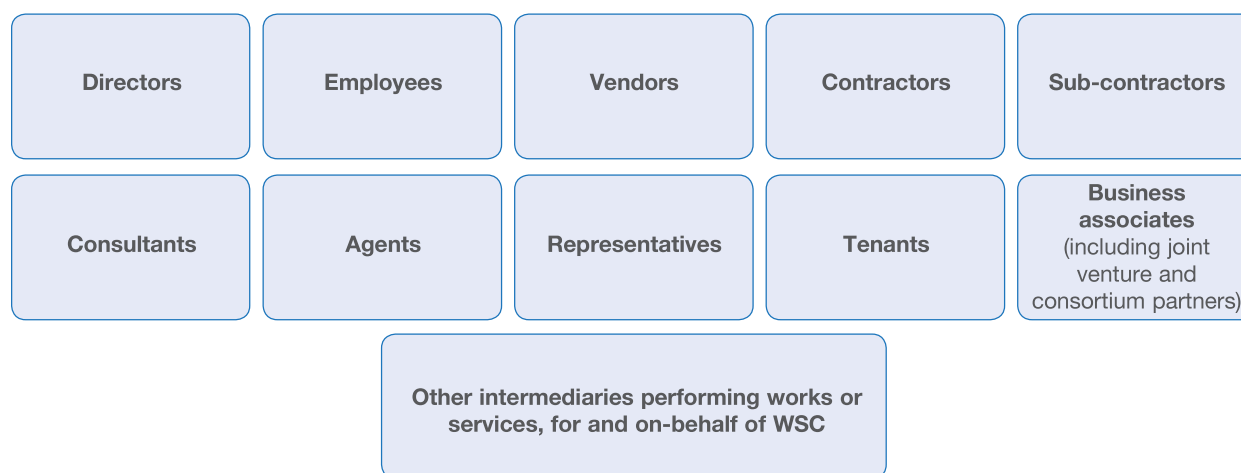 Directors
Employees
Vendors
Contractors
Sub-contractors
Consultants
Agents
Representatives
Tenants
Business
associates
(including joint
venture and
consortium partners)
Other intermediaries performing works or
services, for and on-behalf of WSC